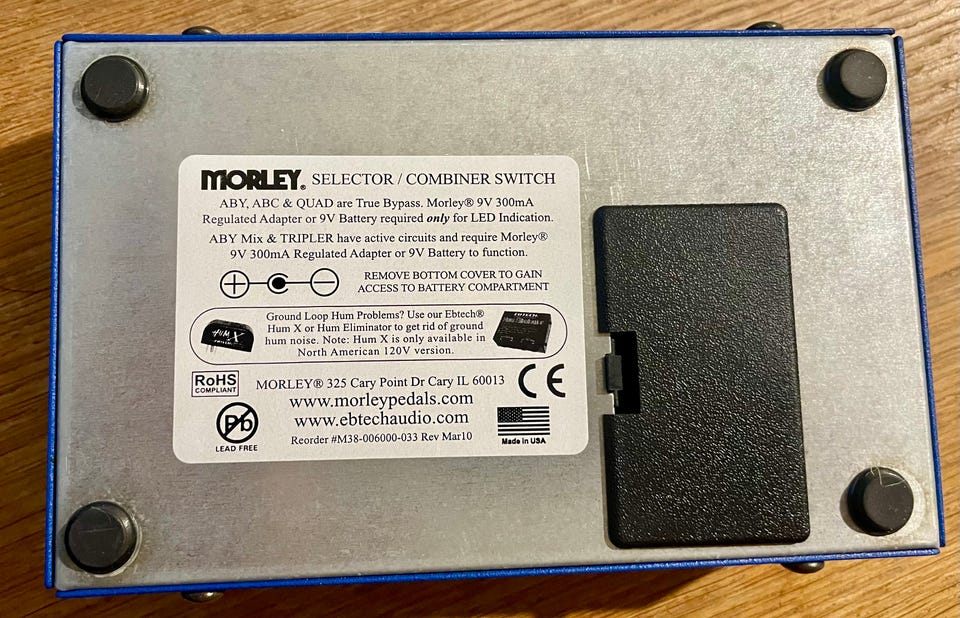 MORLEY® SELECTOR / COMBINER SWITCH
ABY, ABC & QUAD are True Bypass. Morley® 9V 300mA
Regulated Adapter or 9V Battery required only for LED Indication.
ABY Mix & TRIPLER have active circuits and require Morley®
9V 300mA Regulated Adapter or 9V Battery to function.
REMOVE BOTTOM COVER TO GAIN
ACCESS TO BATTERY COMPARTMENT
Ground Loop Hum Problems? Use our Ebtech®
Hum X or Hum Eliminator to get rid of ground
hum noise. Note: Hum X is only available in
North American 120V version.
HUM X
EBTECH
RoHS
COMPLIANT
MORLEY® 325 Cary Point Dr Cary IL 60013
CE
www.morleypedals.com
www.ebtechaudio.com
Pb
LEAD FREE
Reorder #M38-006000-033 Rev Mar10
Made in USA